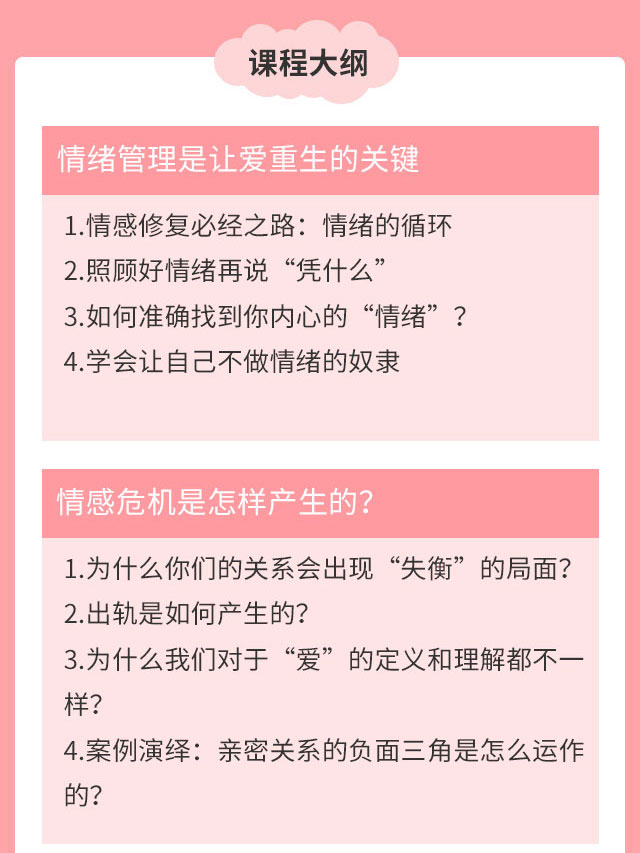 课程大纲
情绪管理是让爱重生的关键
1.情感修复必经之路：情绪的循环
2.照顾好情绪再说“凭什么”
3.如何准确找到你内心的“情绪”？
4.学会让自己不做情绪的奴隶
情感危机是怎样产生的？
1.为什么你们的关系会出现“失衡”的局面？
2.出轨是如何产生的？
3.为什么我们对于“爱”的定义和理解都不一
样？
4.案例演绎：亲密关系的负面三角是怎么运作
的？